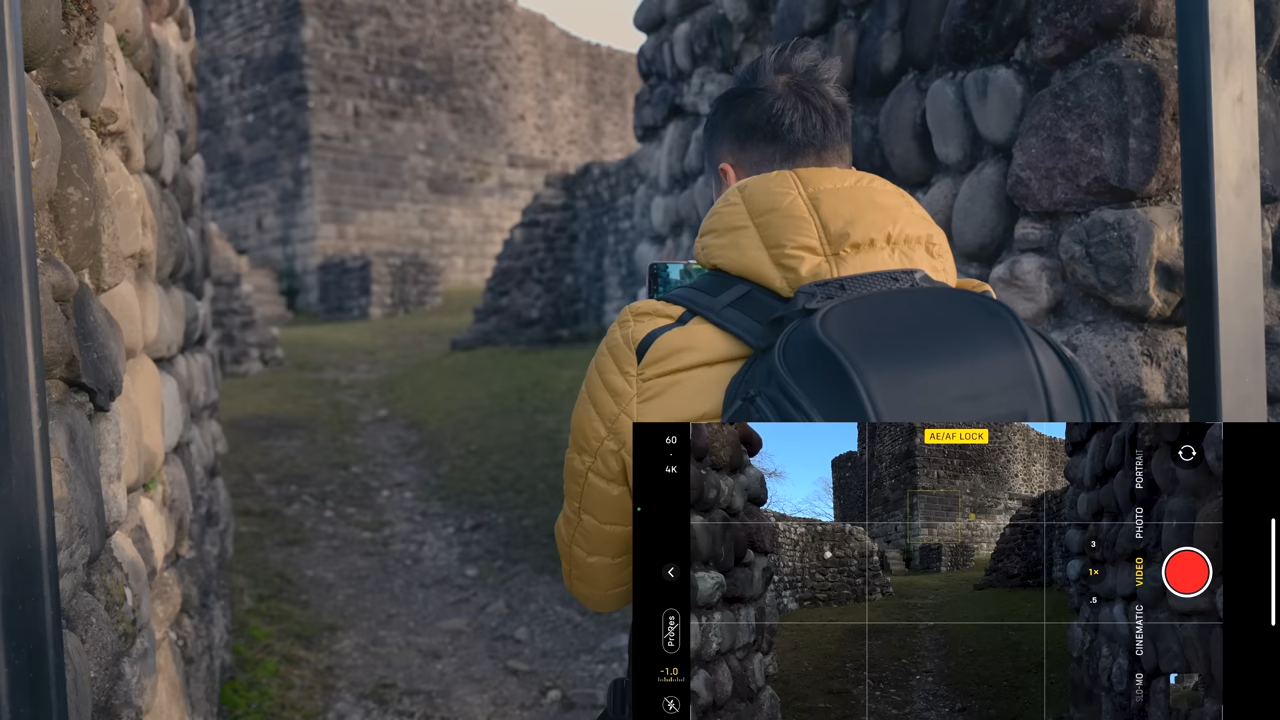 60
4K
AE/AF LOCK
PORTRAIT
PHOTO
3
1×
VIDEO
.5
CINEMATIC
ProRes
-1.0
SLO-MO